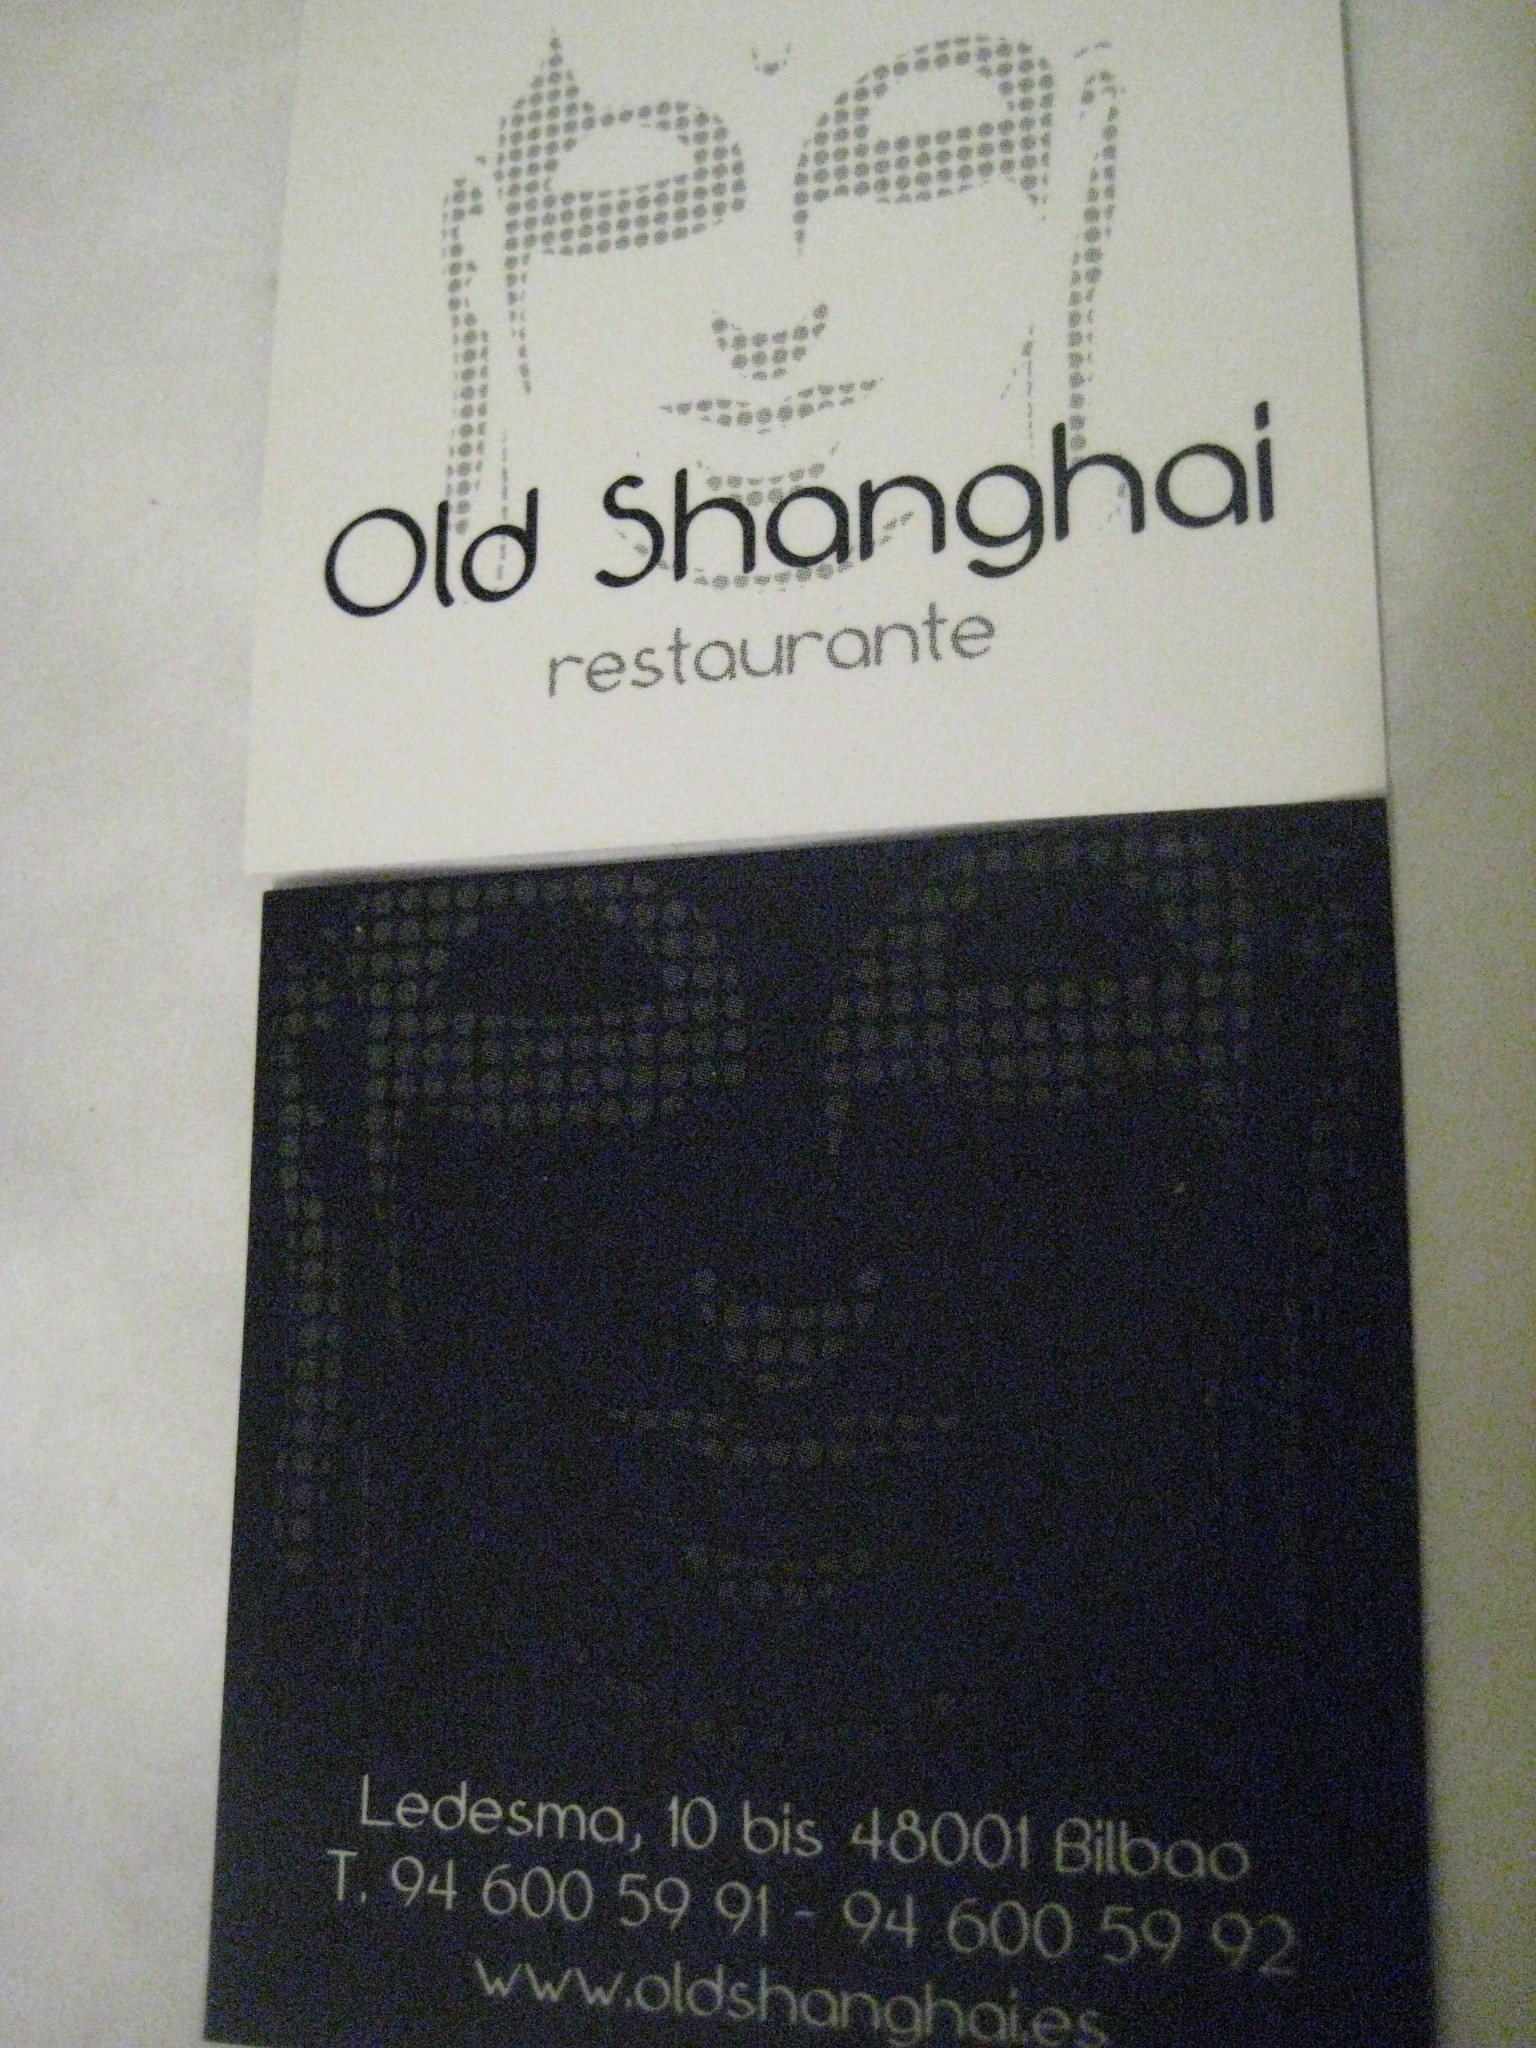 Old Shanghai
restaurante
Ledesma, 10 bis 48001 Bilbao
T. 94 600 59 91 - 94 600 59 92
www.oldshanghai.es